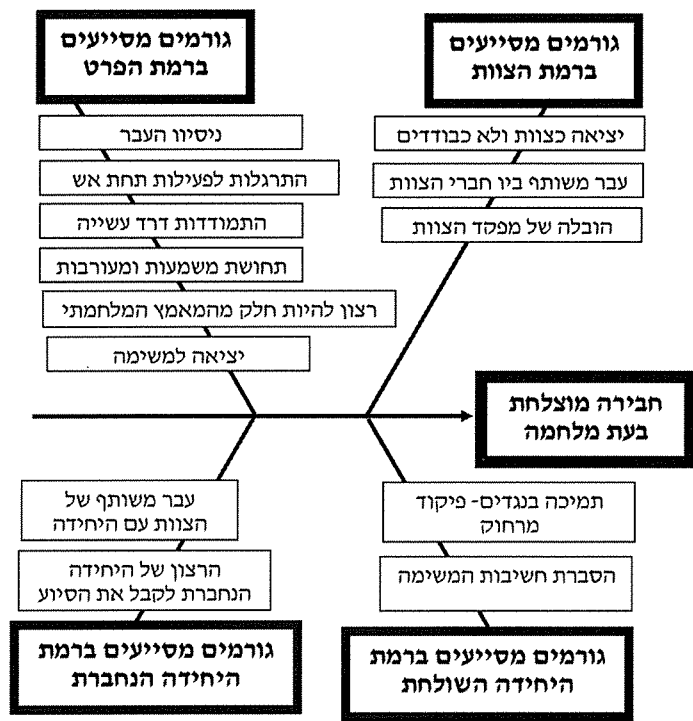 גורמים מסייעים
ברמת הפרט
ניסיוו העבר
התרגלות לפעילות תחת אש
התמודדות דרד עשייה
תחושת משמעות ומעורבות
רצון להיות חלק מהמאמץ המלחמתי
יציאה למשימה
גורמים מסייעים
ברמת הצוות
יציאה כצוות ולא כבודדים
עבר משותף ביו חברי הצוות
הובלה של מפקד הצוות
חבירה מוצלחת
בעת מלחמה
עבר משותף של
הצוות עם היחידה
הרצון של היחידה
הנחברת לקבל את הסיוע
גורמים מסייעים ברמת
היחידה הנחברת
תמיכה בנגדים- פיקוד
מרחוק
הסברת חשיבות המשימה
גורמים מסייעים ברמת
היחידה השולחת